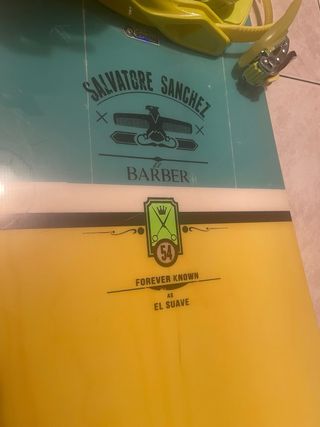 SALVATORE SANCHEZ
BARBER
54
FOREVER KNOWN
AS
EL SUAVE